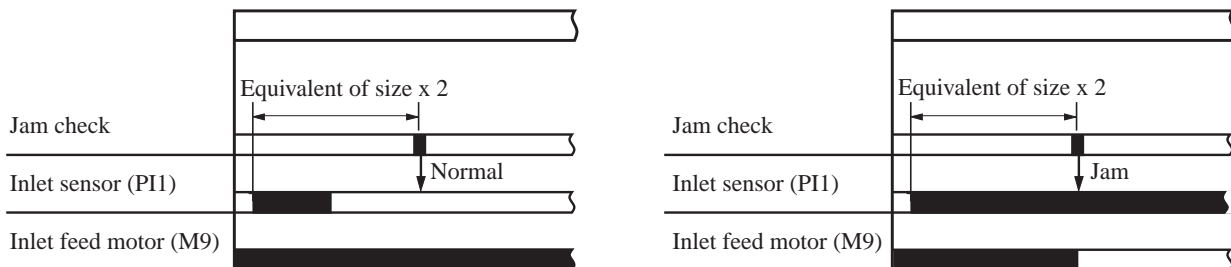 Equivalent of size x 2
Jam check
Normal
Inlet sensor (PI1)
Inlet feed motor (M9)
Equivalent of size x 2
Jam check
Jam
Inlet sensor (PI1)
Inlet feed motor (M9)